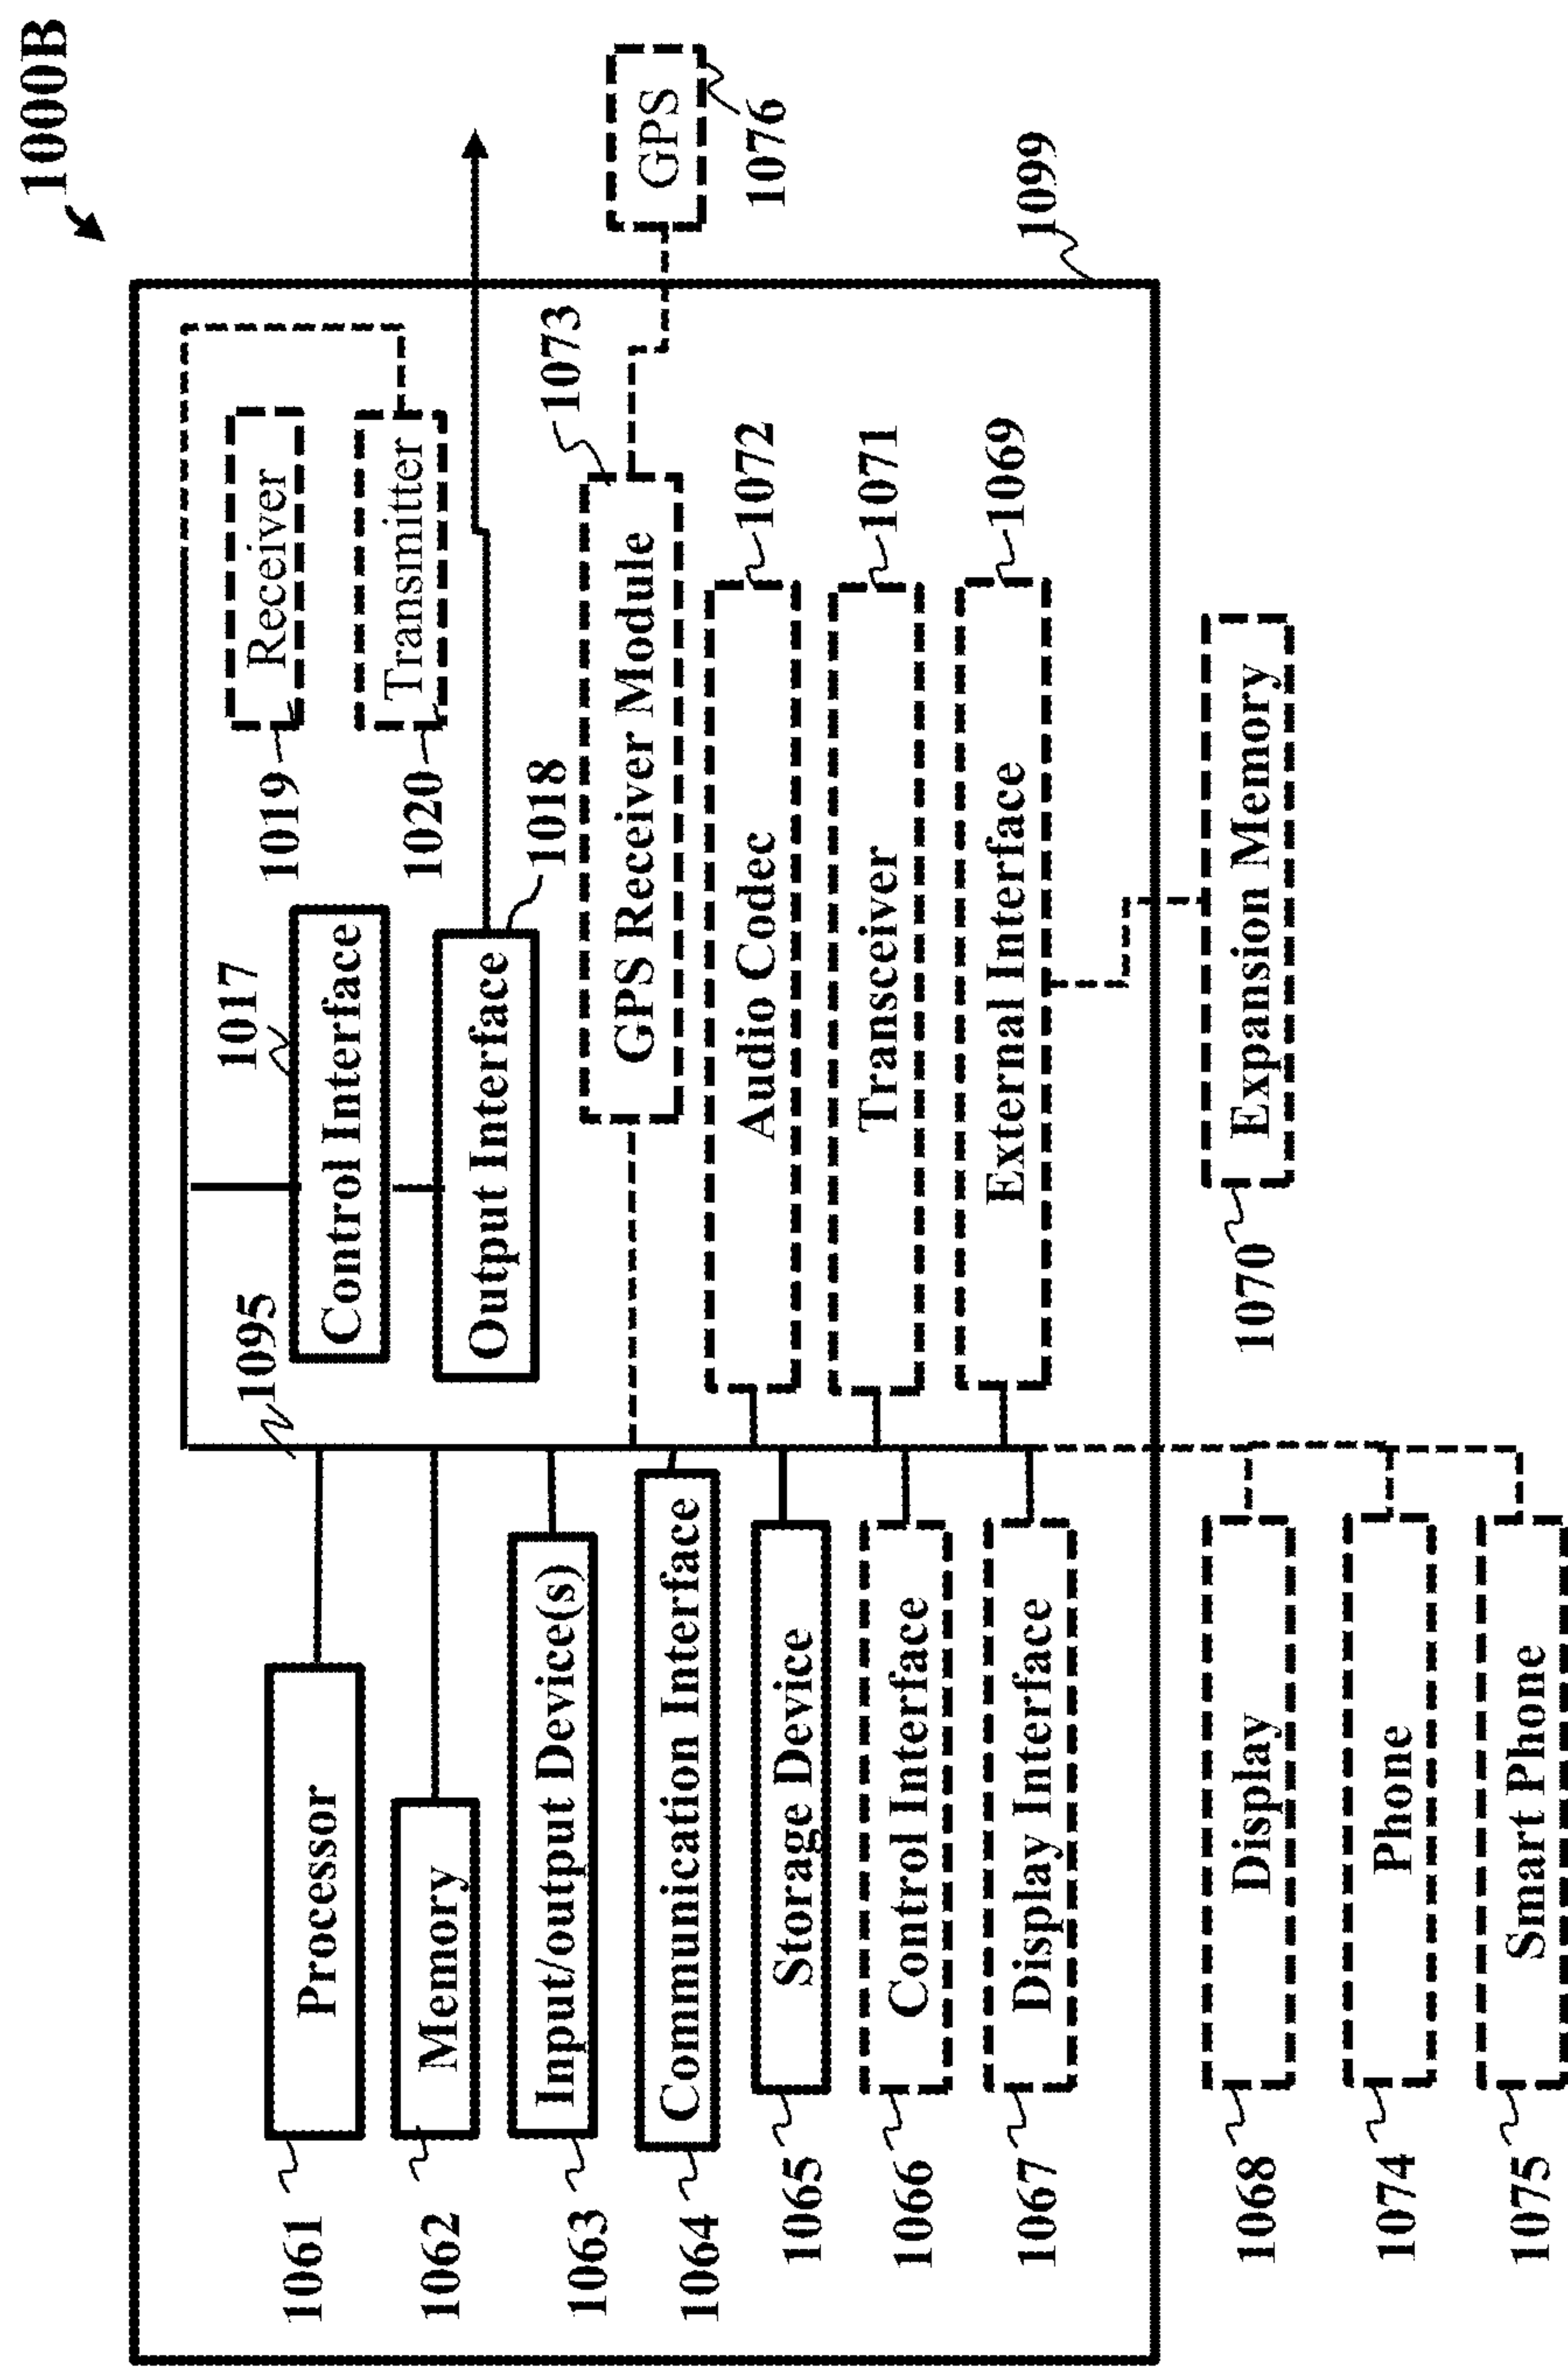 1000B
1061
Processor
1062
Memory
1063
Input/output Device(s)
1064
Communication Interface
1065
Storage Device
1066
Control Interface
1067
Display Interface
1068
Display
1074
Phone
1075
Smart Phone
1095
1017
Control Interface
Output Interface
1018
1019
Receiver
1020
Transmitter
GPS Receiver Module
1073
GPS
1076
Audio Codec
1072
Transceiver
1071
External Interface
1069
1099
1070
Expansion Memory